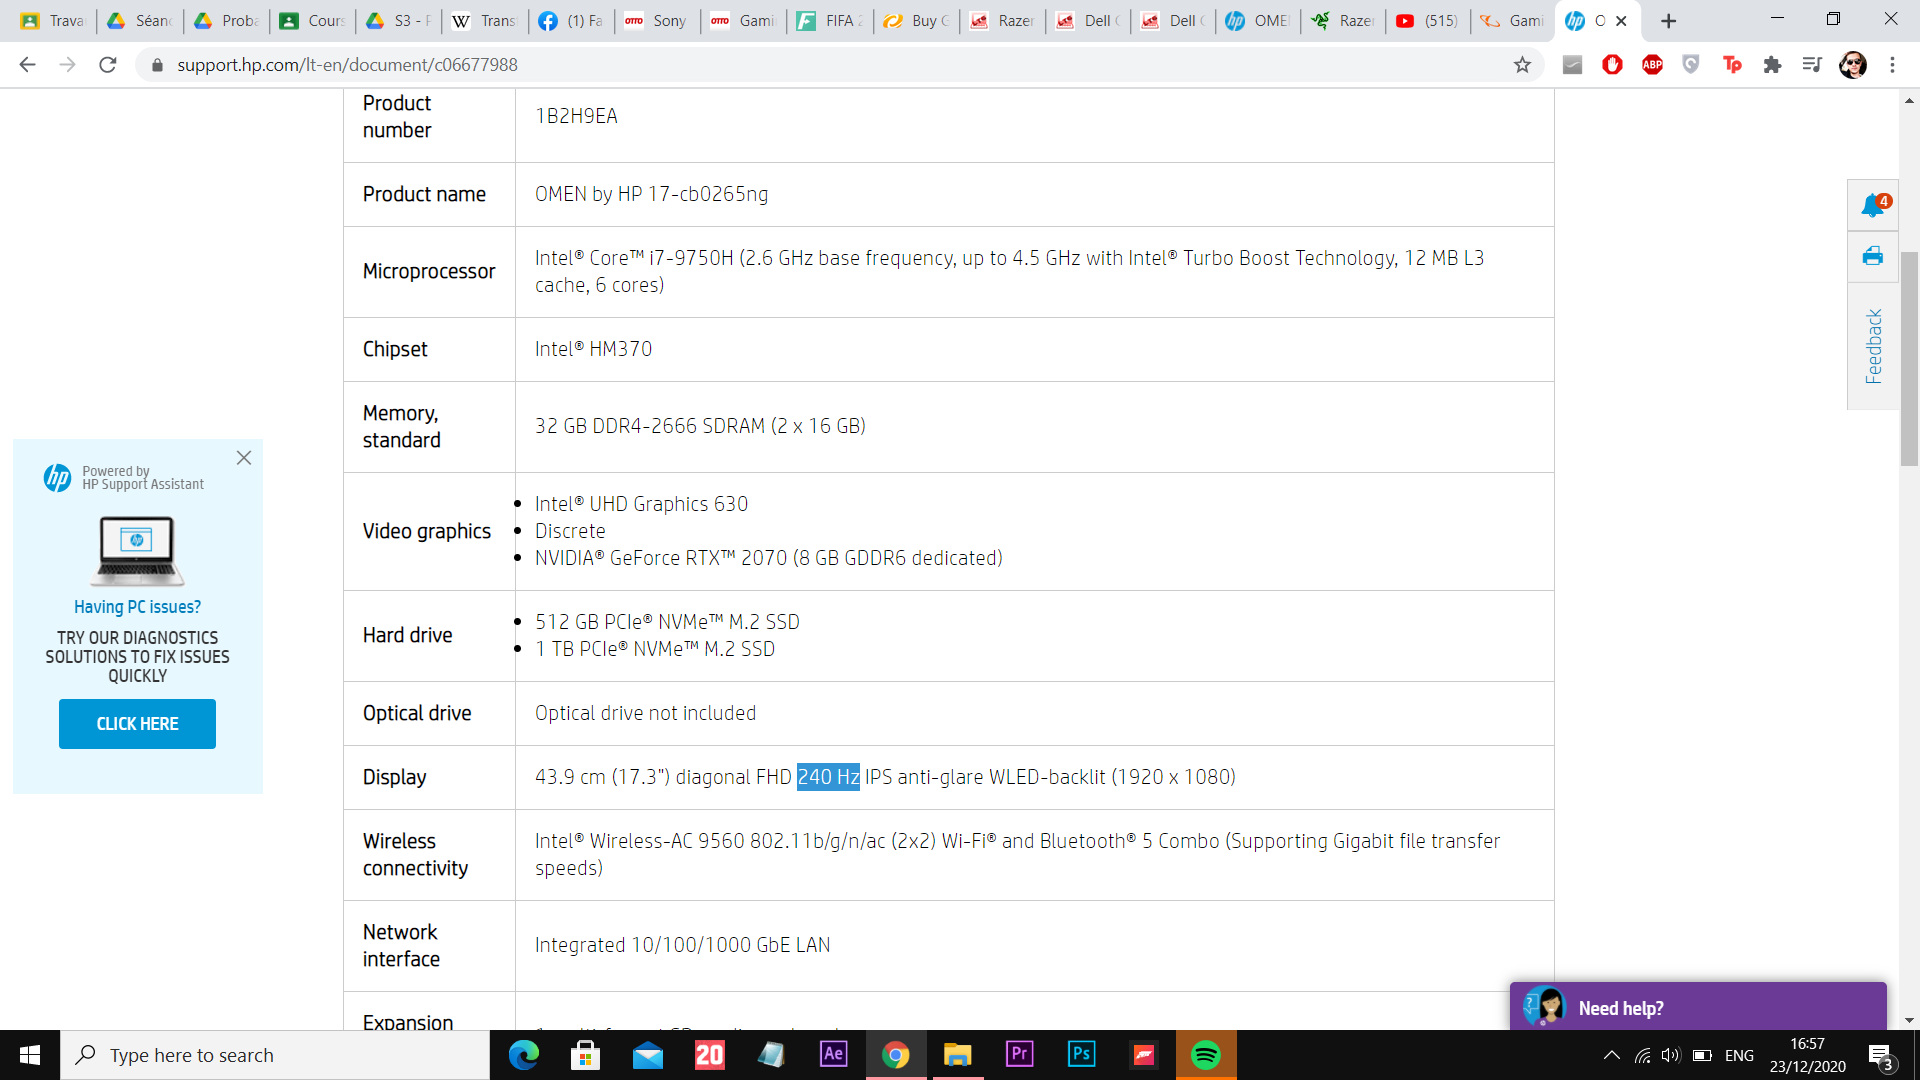 Trava
Séan
Proba
Cours
S3 - P
Trans
(1) Fa
OTTO
Sony
OTTO
Gami
FIFA 2
Buy G
Razer
Dell
Dell
OME
Razer
(515)
Gami
O
support.hp.com/lt-en/document/c06677988
ABP
Tp
Product
number
1B2H9EA
Product name
OMEN by HP 17-cb0265ng
Microprocessor
Intel® Core™ i7-9750H (2.6 GHz base frequency, up to 4.5 GHz with Intel® Turbo Boost Technology, 12 MB L3
cache, 6 cores)
Chipset
Intel® HM370
Memory,
standard
32 GB DDR4-2666 SDRAM (2 x 16 GB)
Video graphics
• Intel® UHD Graphics 630
• Discrete
• NVIDIA® GeForce RTX™ 2070 (8 GB GDDR6 dedicated)
Hard drive
• 512 GB PCIe® NVMe™ M.2 SSD
• 1 TB PCIe® NVMe™ M.2 SSD
Optical drive
Optical drive not included
Display
43.9 cm (17.3") diagonal FHD 240 Hz IPS anti-glare WLED-backlit (1920 x 1080)
Wireless
connectivity
Intel® Wireless-AC 9560 802.11b/g/n/ac (2x2) Wi-Fi® and Bluetooth® 5 Combo (Supporting Gigabit file transfer
speeds)
Network
interface
Integrated 10/100/1000 GbE LAN
Expansion
hp
Powered by
HP Support Assistant
Having PC issues?
TRY OUR DIAGNOSTICS
SOLUTIONS TO FIX ISSUES
QUICKLY
CLICK HERE
4
Feedback
Need help?
Type here to search
20
Ae
Pr
Ps
ENG
16:57
23/12/2020
3